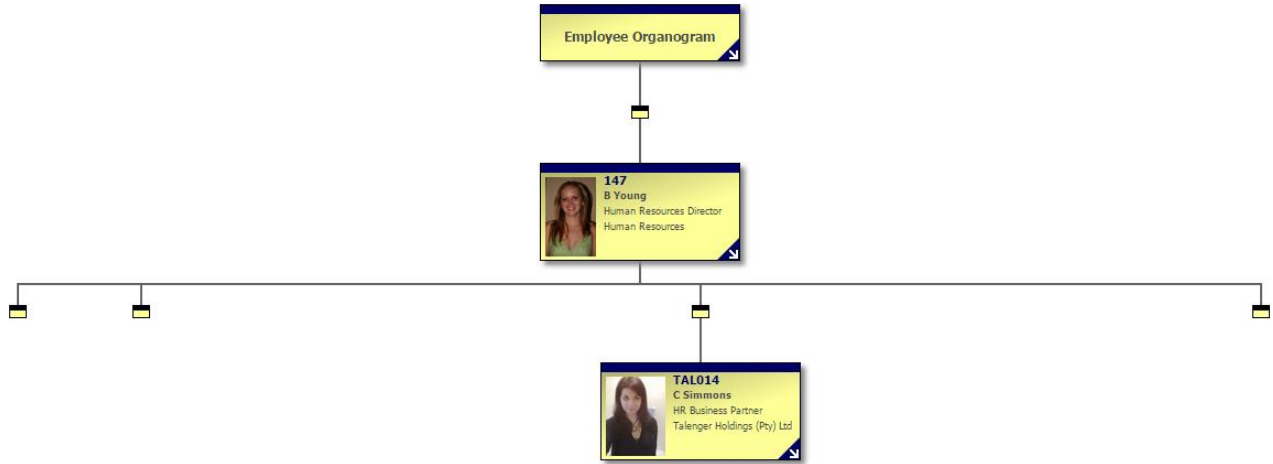 Employee Organogram
147
B Young
Human Resources Director
Human Resources
TAL014
C Simmons
HR Business Partner
Talenger Holdings (Pty) Ltd